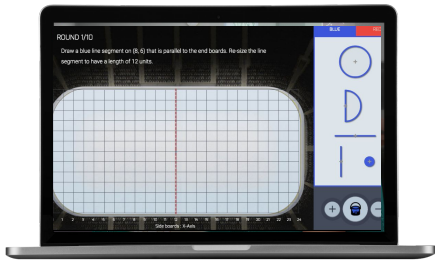 ROUND 1/10
BLUE
RED
Draw a blue line segment on (8, 6) that is parallel to the end boards. Re-size the line
segment to have a length of 12 units.
1 2 3 4 5 6 7 8 9 10 11 12 13 14 15 16 17 18 19 20 21 22 23 24
Side boards : X-Axis